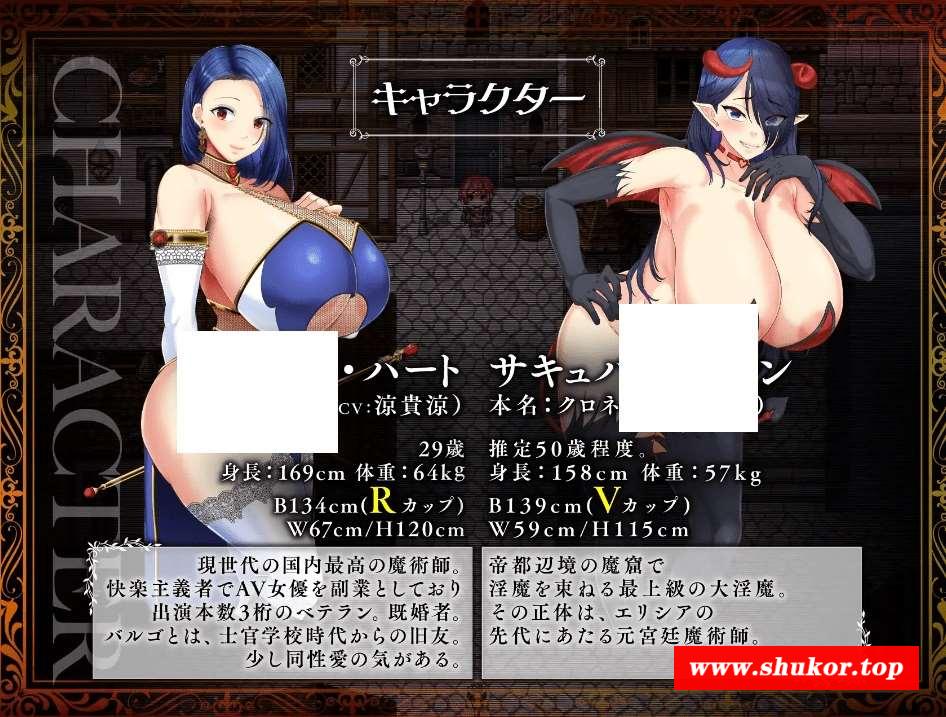 CHARACTER
キャラクター
・ハート
CV:涼貴涼)
29歳
身長:169cm 体重:64kg
B134cm(Rカップ)
W67cm/H120cm
現世代の国内最高の魔術師。
快楽主義者でAV女優を副業としており
出演本数3桁のベテラン。既婚者。
バルゴとは、士官学校時代からの旧友。
少し同性愛の気がある。
サキュバ
ン
本名:クロネ
推定50歳程度。
身長:158cm 体重:57kg
B139cm(Vカップ)
W59cm/H115cm
帝都辺境の魔窟で
淫魔を束ねる最上級の大淫魔。
その正体は、エリシアの
先代にあたる元宮廷魔術師。
www.shukor.top